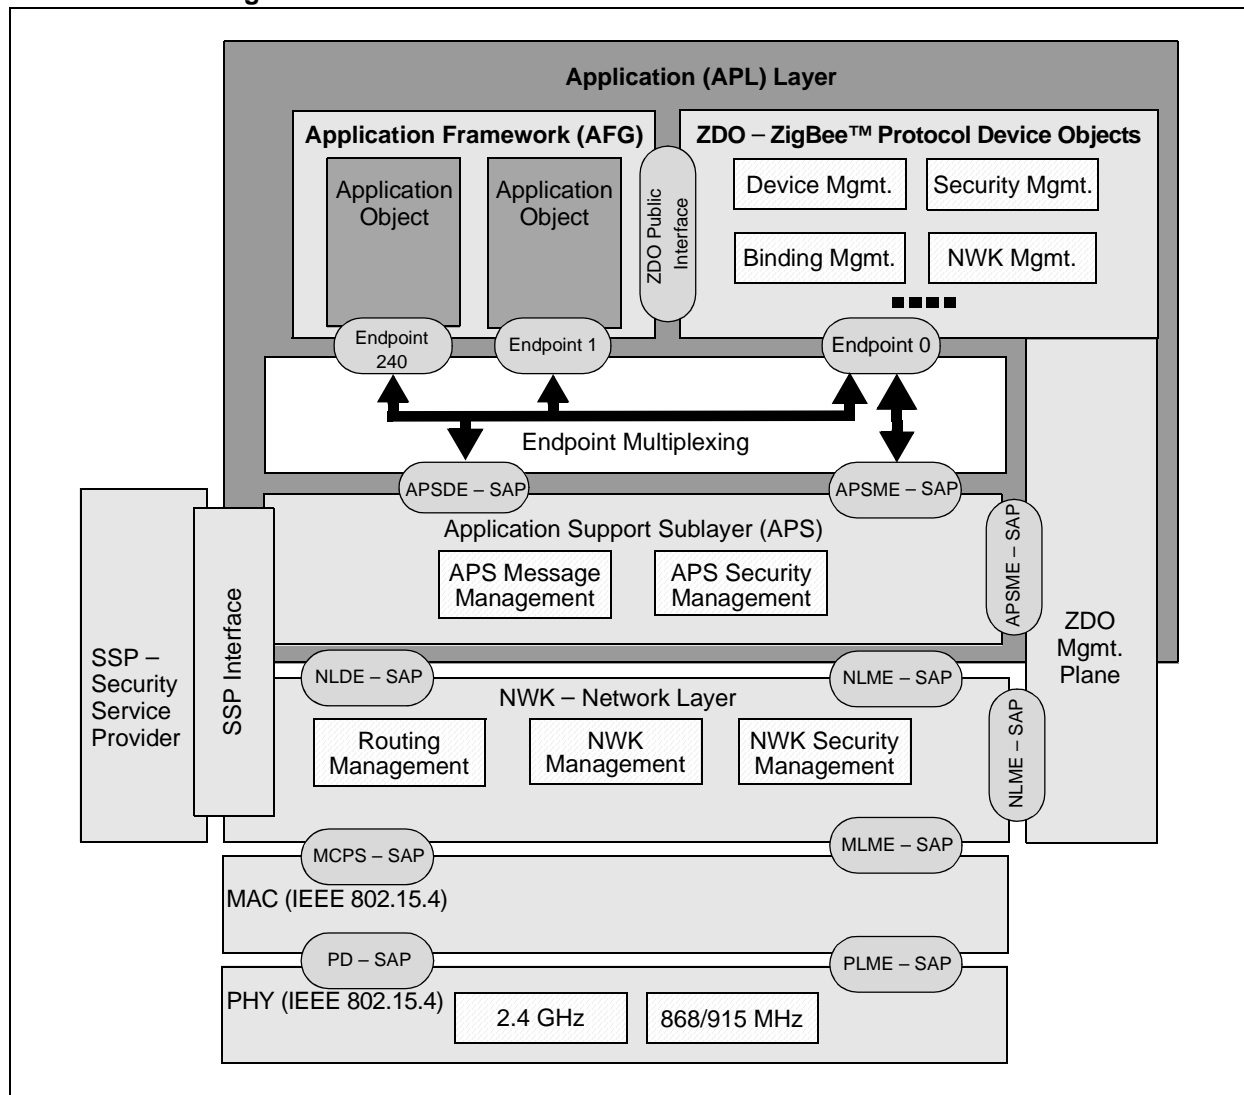 Application (APL) Layer
Application Framework (AFG)
ZDO – ZigBee™ Protocol Device Objects
Application
Object
Application
Object
ZDO Public
Interface
Device Mgmt.
Security Mgmt.
Binding Mgmt.
NWK Mgmt.
Endpoint
240
Endpoint 1
Endpoint 0
Endpoint Multiplexing
APSDE – SAP
APSME – SAP
Application Support Sublayer (APS)
APS Message
Management
APS Security
Management
APSME – SAP
SSP –
Security
Service
Provider
SSP Interface
ZDO
Mgmt.
Plane
NLDE – SAP
NLME – SAP
NWK – Network Layer
Routing
Management
NWK
Management
NWK Security
Management
NLME – SAP
MCPS – SAP
MLME – SAP
MAC (IEEE 802.15.4)
PD – SAP
PLME – SAP
PHY (IEEE 802.15.4)
2.4 GHz
868/915 MHz